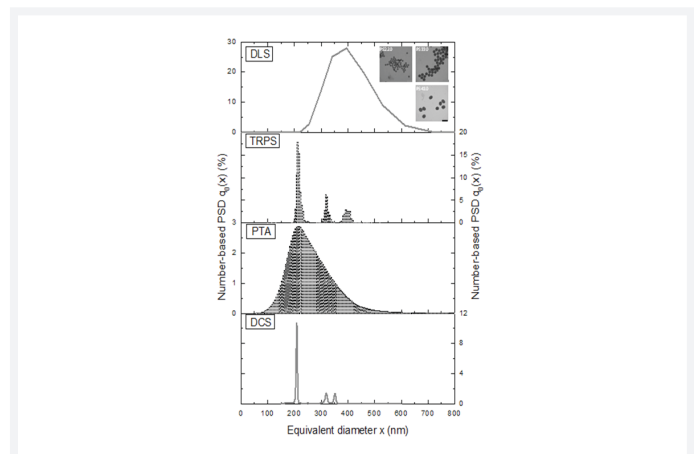 30
DLS
20
10
0
20
TRPS
15
10
5
0
3
PTA
2
1
0
12
DCS
8
4
0
0 100 200 300 400 500 600 700 800
Equivalent diameter x (nm)
Number-based PSD q₀(x) (%)
Number-based PSD q₀(x) (%)